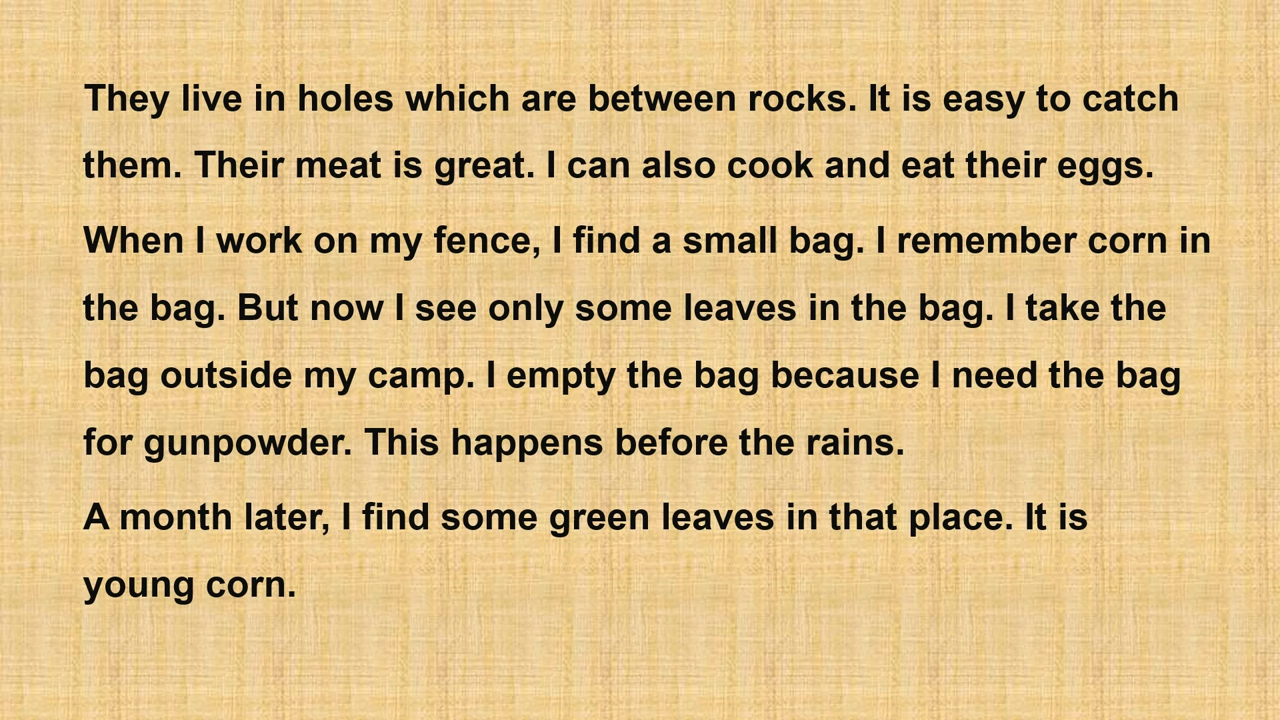 They live in holes which are between rocks. It is easy to catch
them. Their meat is great. I can also cook and eat their eggs.
When I work on my fence, I find a small bag. I remember corn in
the bag. But now I see only some leaves in the bag. I take the
bag outside my camp. I empty the bag because I need the bag
for gunpowder. This happens before the rains.
A month later, I find some green leaves in that place. It is
young corn.